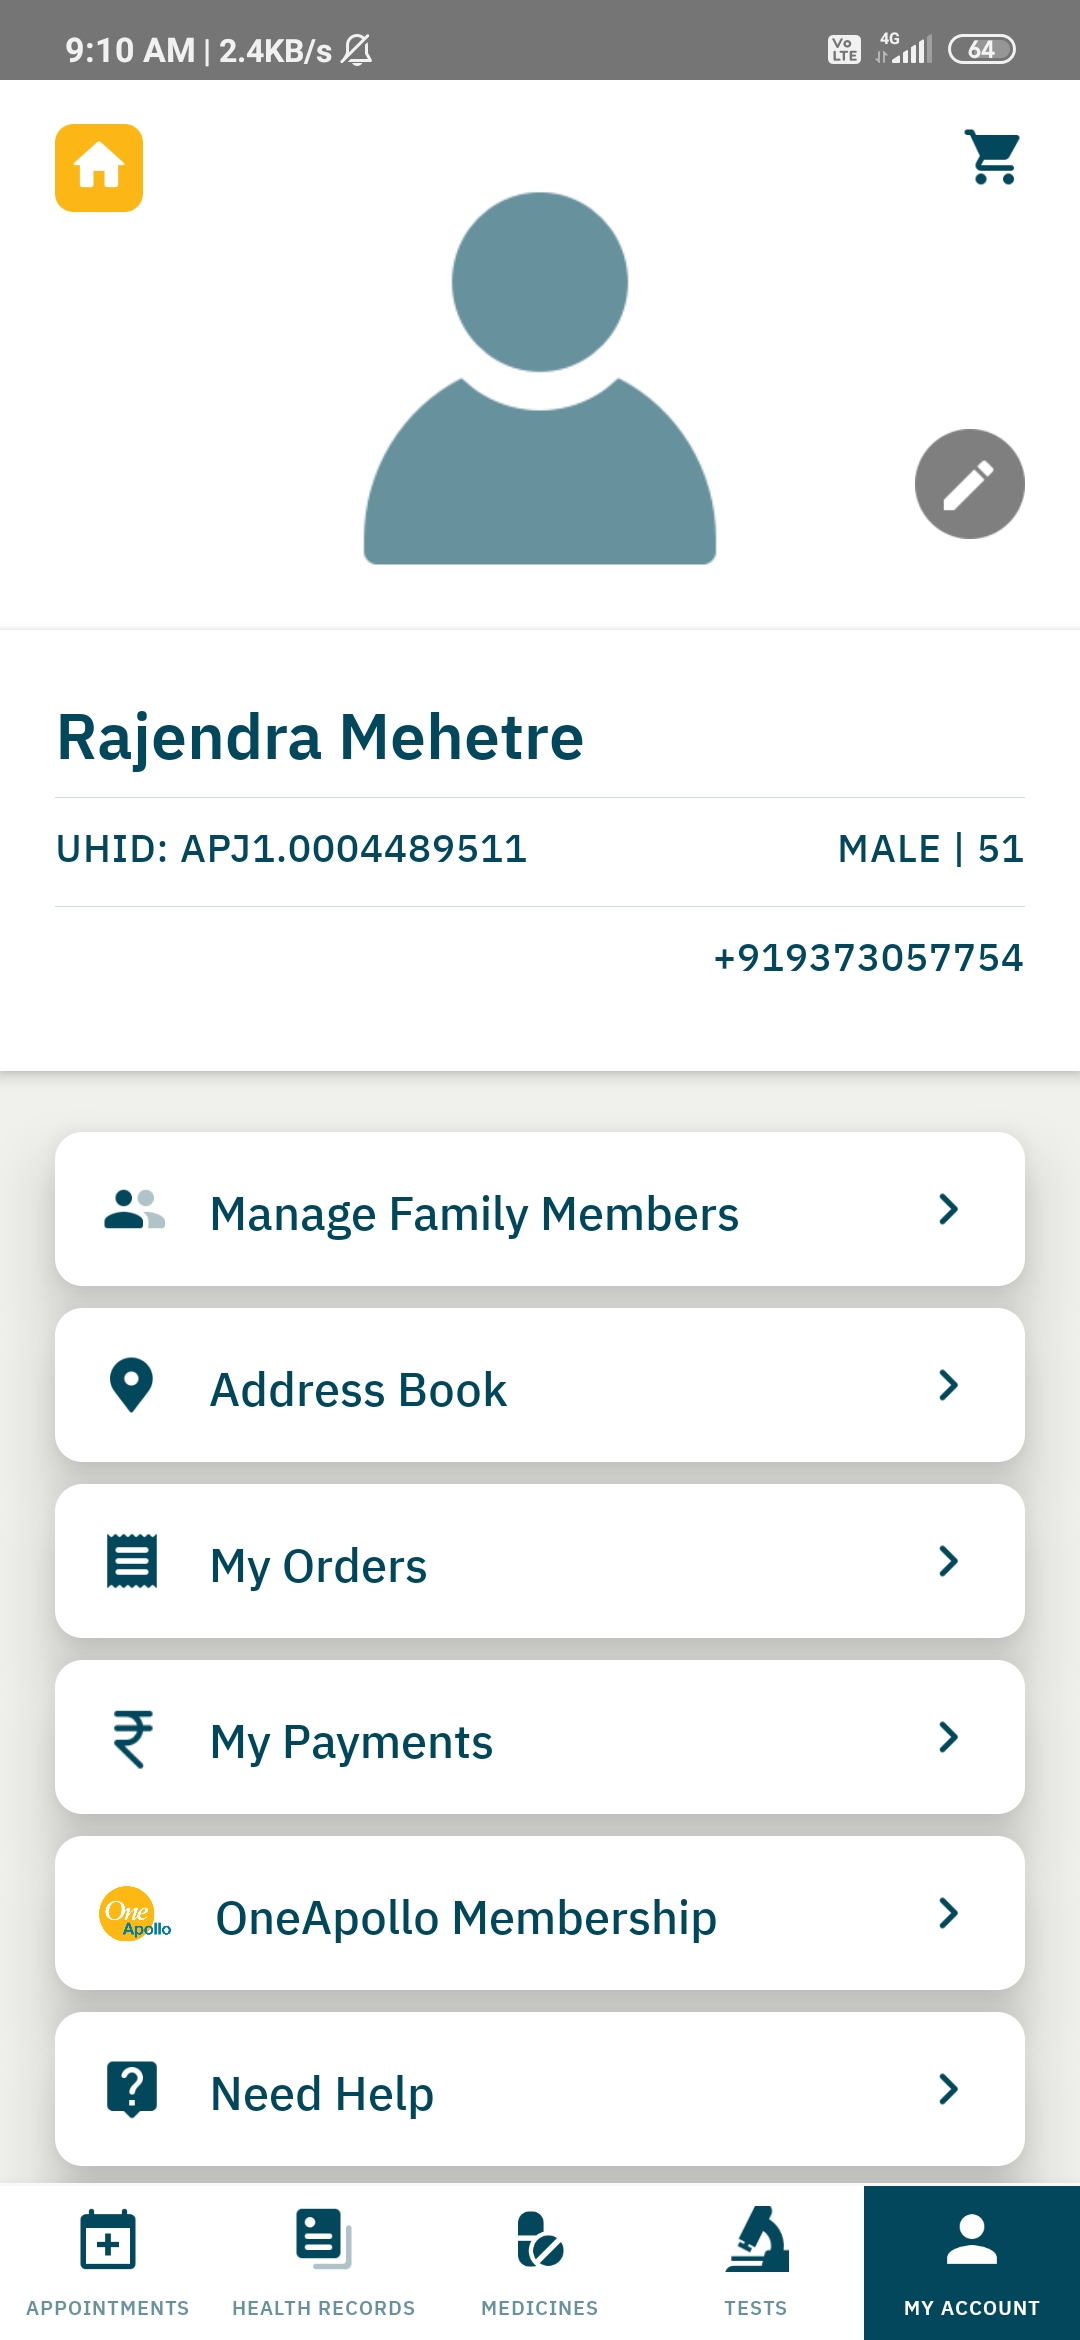 9:10 AM | 2.4KB/s
Vo LTE 4G 64
Rajendra Mehetre
UHID: APJ1.0004489511 MALE | 51
+919373057754
Manage Family Members
Address Book
My Orders
₹ My Payments
One Apollo OneApollo Membership
? Need Help
APPOINTMENTS HEALTH RECORDS MEDICINES TESTS MY ACCOUNT